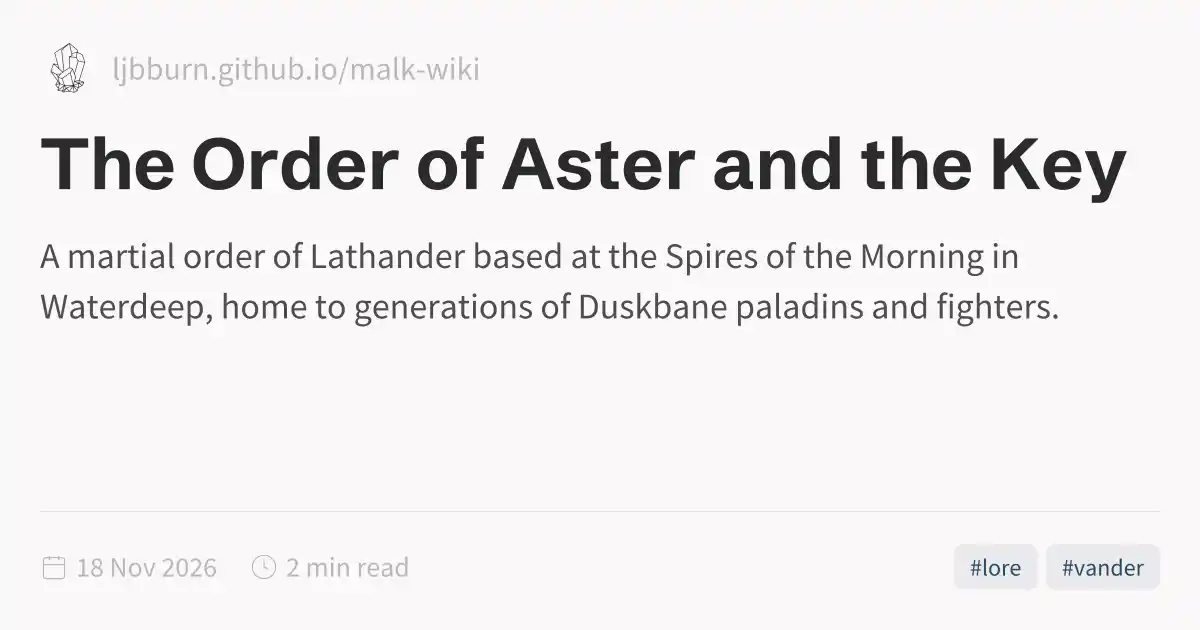 ljbburn.github.io/malk-wiki
The Order of Aster and the Key
A martial order of Lathander based at the Spires of the Morning in
Waterdeep, home to generations of Duskbane paladins and fighters.
18 Nov 2026
2 min read
#lore
#vander